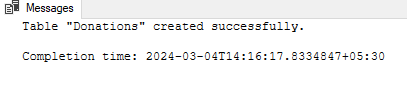 Messages
Table "Donations" created successfully.
Completion time: 2024-03-04T14:16:17.8334847+05:30